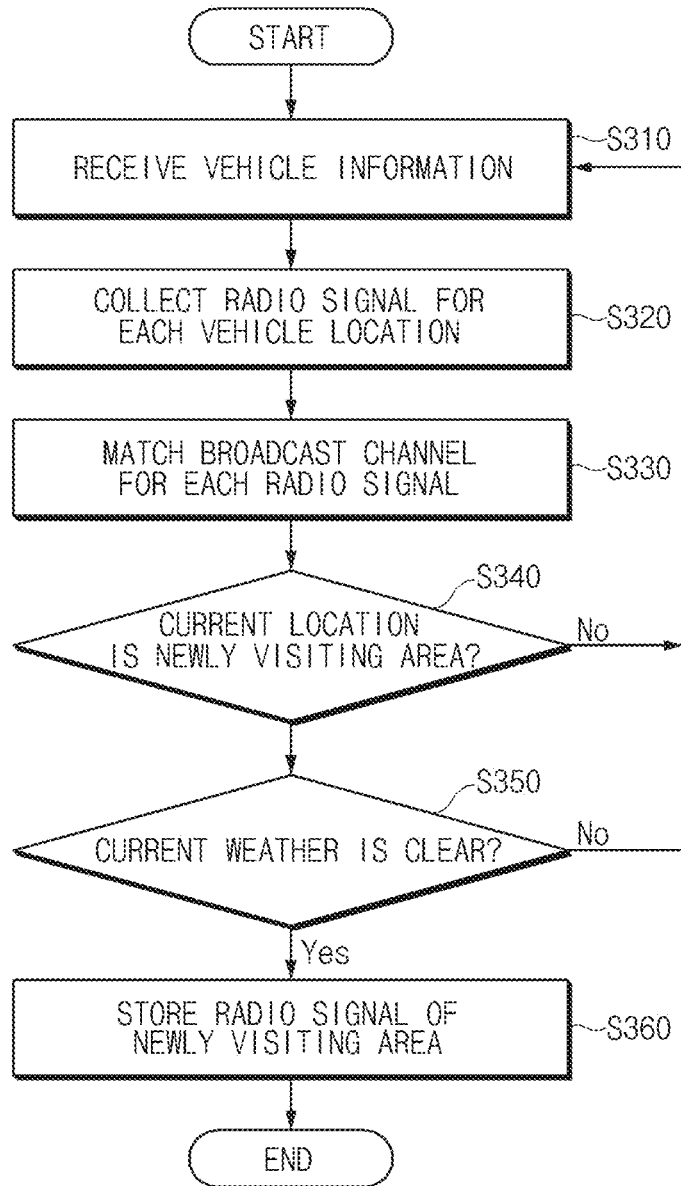 START
RECEIVE VEHICLE INFORMATION
S310
COLLECT RADIO SIGNAL FOR
EACH VEHICLE LOCATION
S320
MATCH BROADCAST CHANNEL
FOR EACH RADIO SIGNAL
S330
S340
CURRENT LOCATION
IS NEWLY VISITING AREA?
No
S350
CURRENT WEATHER IS CLEAR?
No
Yes
STORE RADIO SIGNAL OF
NEWLY VISITING AREA
S360
END